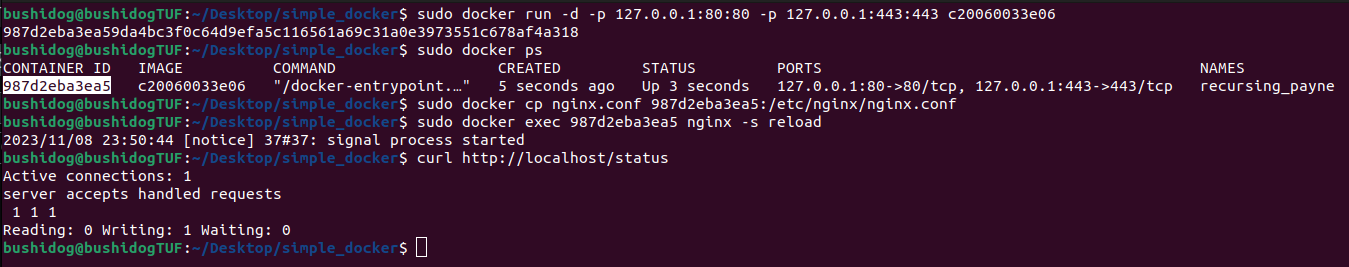 bushidog@bushidogTUF:~/Desktop/simple_docker$ sudo docker run -d -p 127.0.0.1:80:80 -p 127.0.0.1:443:443 c20060033e06
987d2eba3ea59da4bc3f0c64d9efa5c116561a69c31a0e3973551c678af4a318
bushidog@bushidogTUF:~/Desktop/simple_docker$ sudo docker ps
CONTAINER ID   IMAGE          COMMAND                  CREATED         STATUS         PORTS                                        NAMES
987d2eba3ea5   c20060033e06   "/docker-entrypoint.…"   5 seconds ago   Up 3 seconds   127.0.0.1:80->80/tcp, 127.0.0.1:443->443/tcp   recursing_payne
bushidog@bushidogTUF:~/Desktop/simple_docker$ sudo docker cp nginx.conf 987d2eba3ea5:/etc/nginx/nginx.conf
bushidog@bushidogTUF:~/Desktop/simple_docker$ sudo docker exec 987d2eba3ea5 nginx -s reload
2023/11/08 23:50:44 [notice] 37#37: signal process started
bushidog@bushidogTUF:~/Desktop/simple_docker$ curl http://localhost/status
Active connections: 1
server accepts handled requests
 1 1 1
Reading: 0 Writing: 1 Waiting: 0
bushidog@bushidogTUF:~/Desktop/simple_docker$